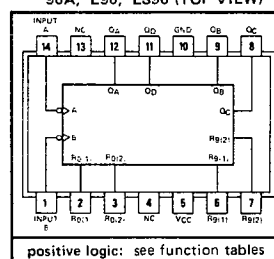 90A, 'L90, 'LS90 (TOP VIEW)
INPUT
A NC QA QD GND QB QC
14 13 12 11 10 9 8
QA QD QB
A QC
B R9(2)
R0(1) R0(2) R9(1)
1 2 3 4 5 6 7
INPUT R0(1) R0(2) NC VCC R9(1) R9(2)
B
positive logic: see function tables